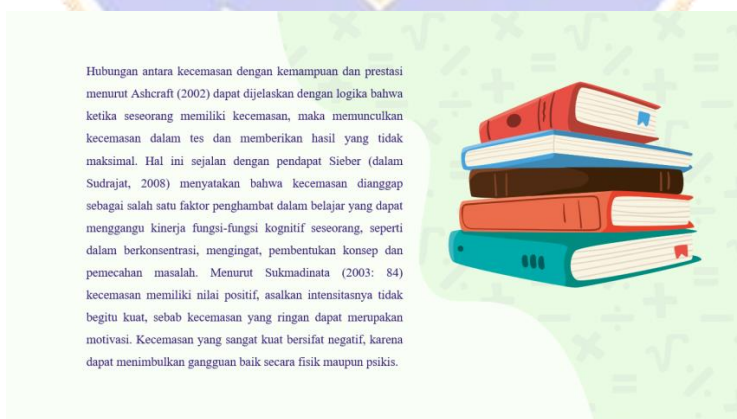 Hubungan antara kecemasan dengan kemampuan dan prestasi
menurut Ashcraft (2002) dapat dijelaskan dengan logika bahwa
ketika seseorang memiliki kecemasan, maka memunculkan
kecemasan dalam tes dan memberikan hasil yang tidak
maksimal. Hal ini sejalan dengan pendapat Sieber (dalam
Sudrajat, 2008) menyatakan bahwa kecemasan dianggap
sebagai salah satu faktor penghambat dalam belajar yang dapat
menggangu kinerja fungsi-fungsi kognitif seseorang, seperti
dalam berkonsentrasi, mengingat, pembentukan konsep dan
pemecahan masalah. Menurut Sukmadinata (2003: 84)
kecemasan memiliki nilai positif, asalkan intensitasnya tidak
begitu kuat, sebab kecemasan yang ringan dapat merupakan
motivasi. Kecemasan yang sangat kuat bersifat negatif, karena
dapat menimbulkan gangguan baik secara fisik maupun psikis.